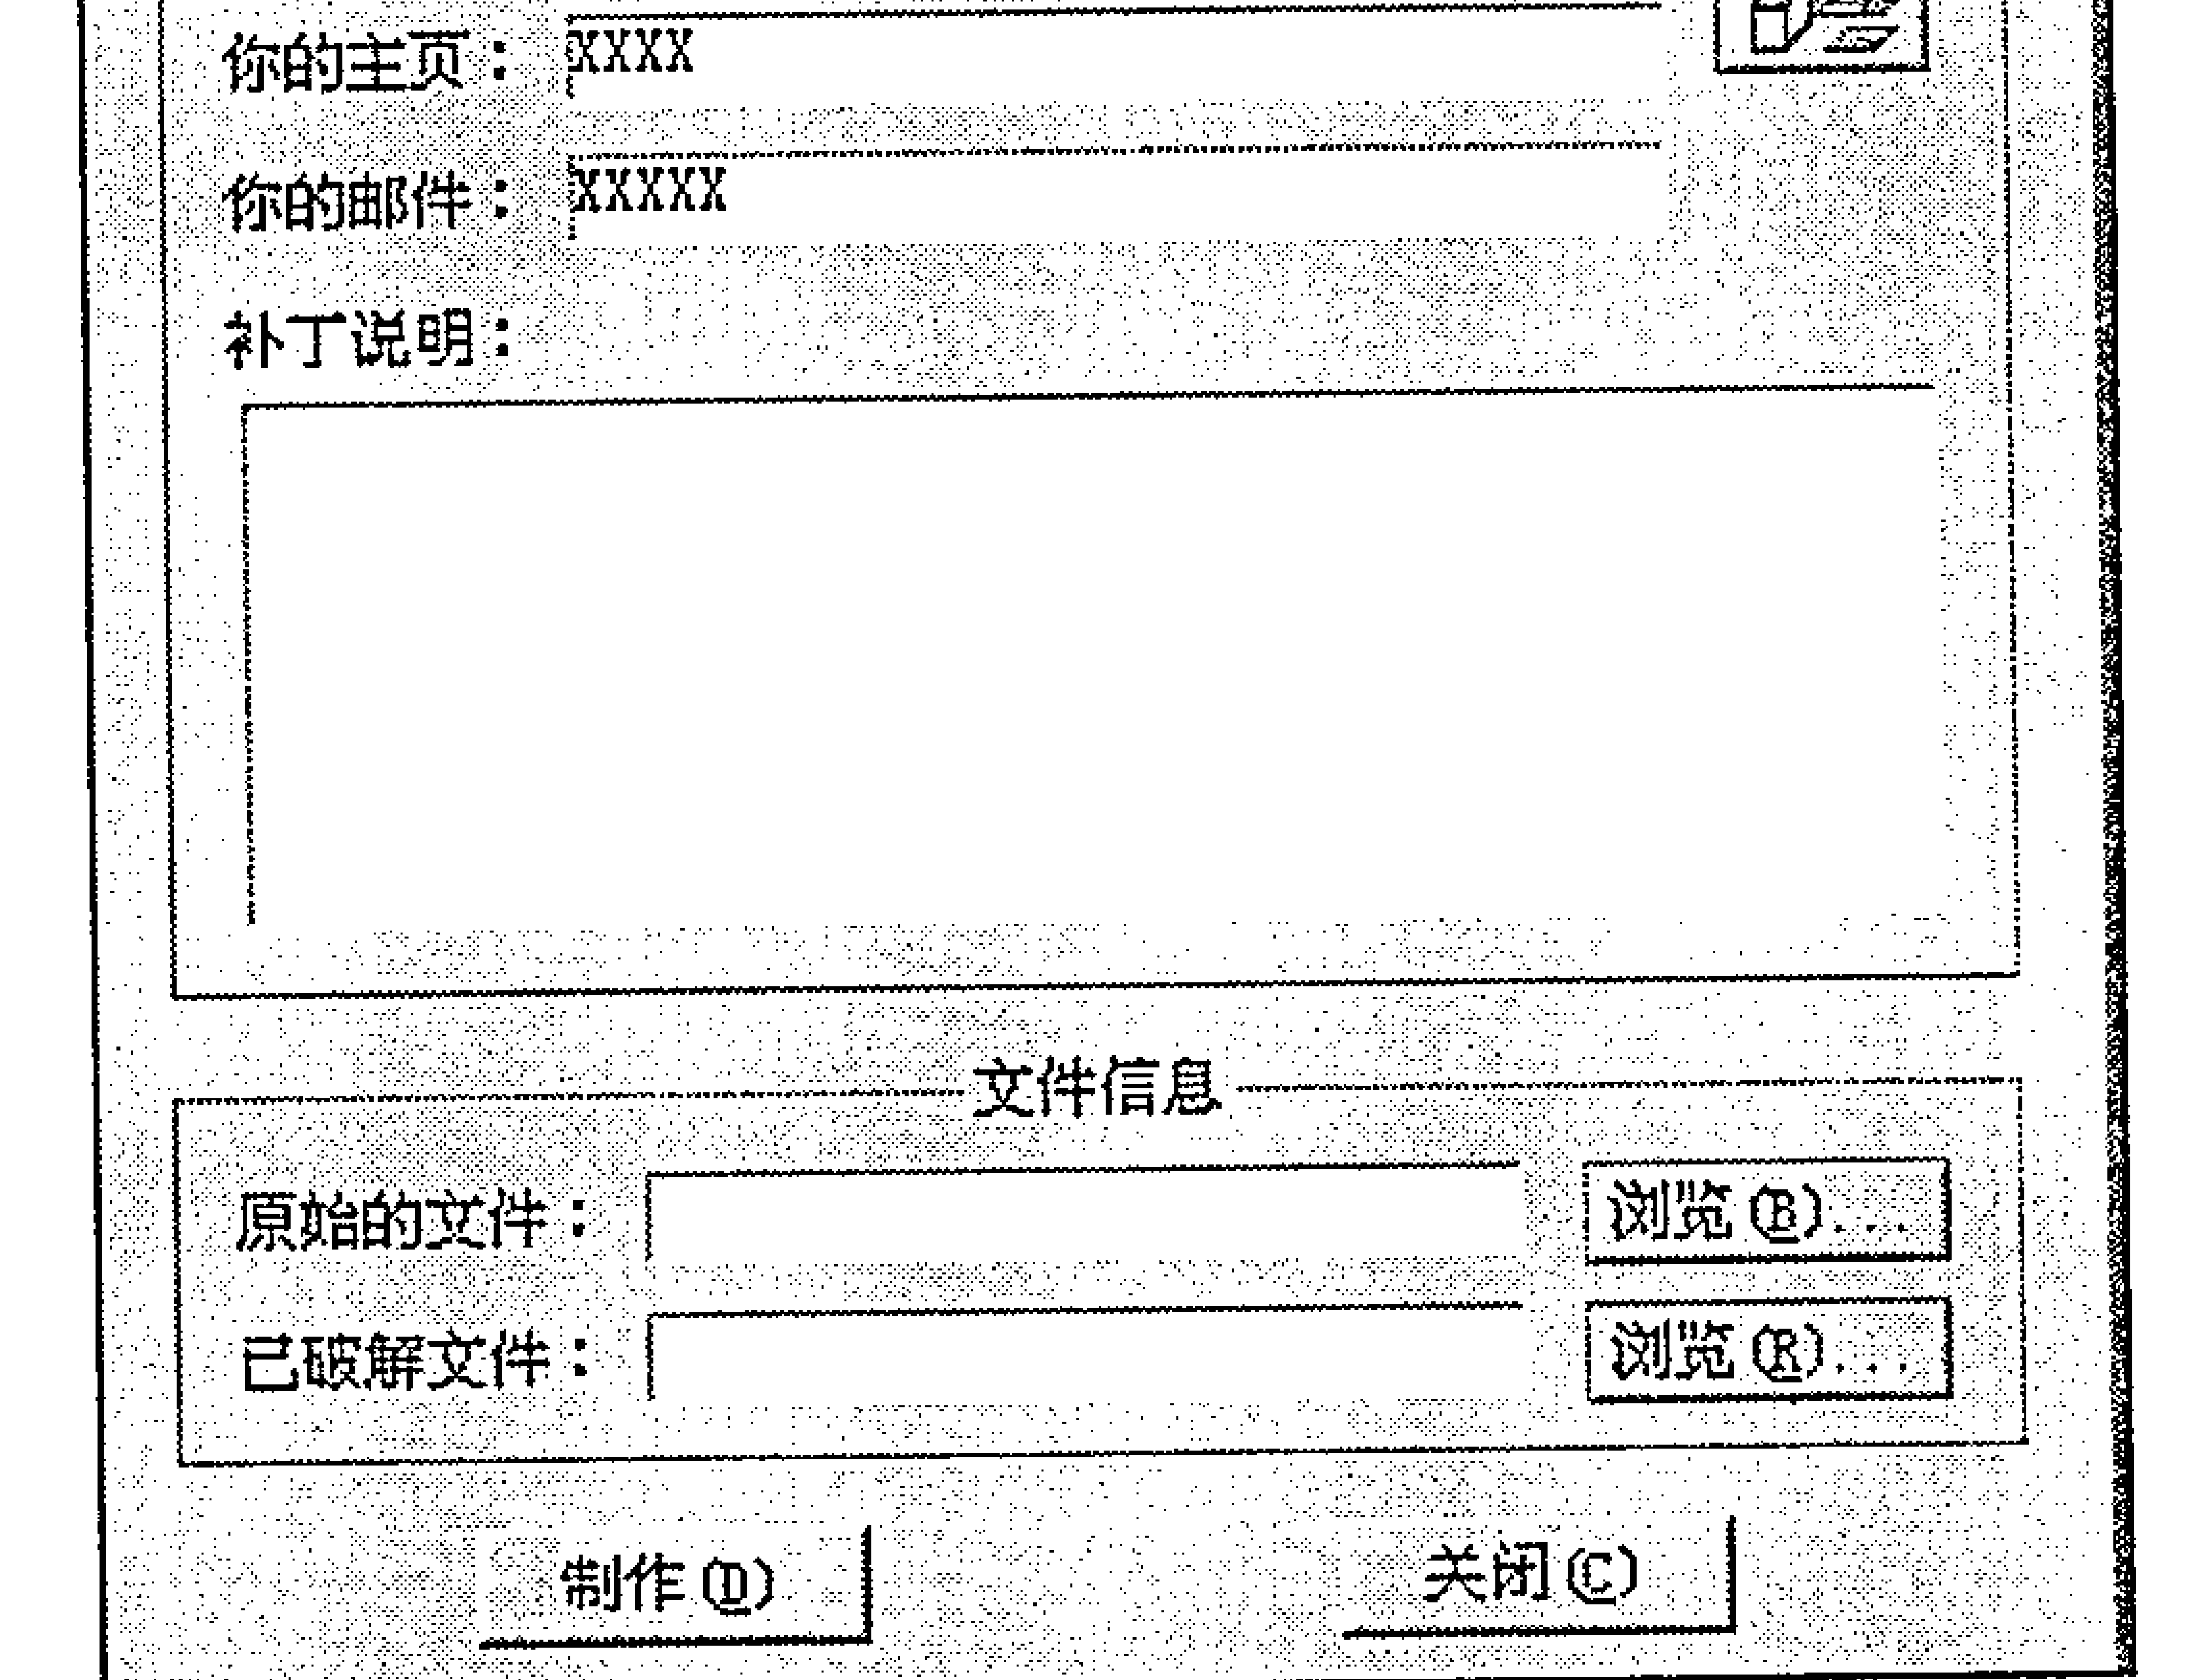 你的主页：XXXX
你的邮件：XXXXX
补丁说明：
文件信息
原始的文件： 浏览(B)...
已破解文件： 浏览(R)...
制作(D) 关闭(C)